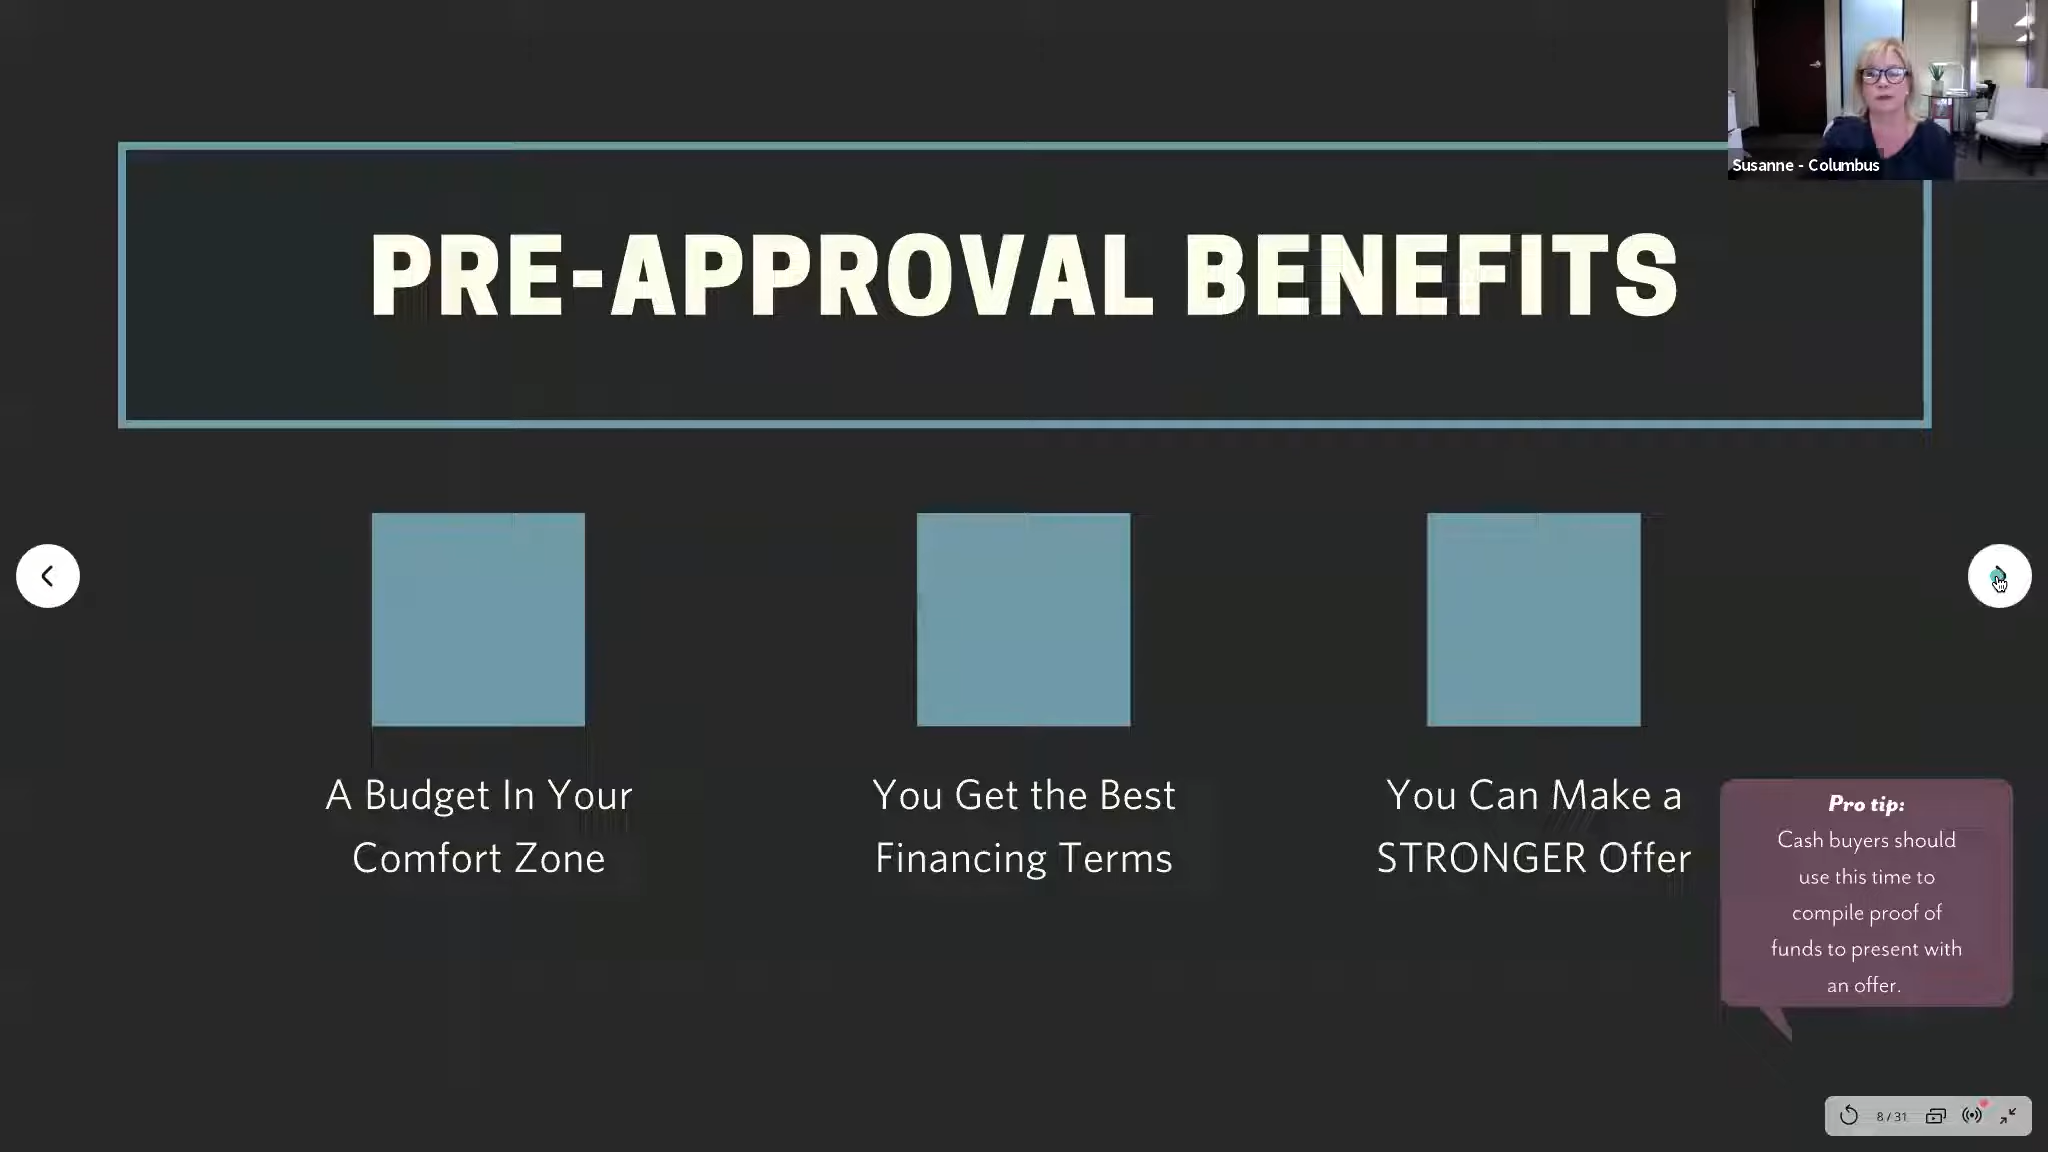 Susanne - Columbus
PRE-APPROVAL BENEFITS
A Budget In Your
Comfort Zone
You Get the Best
Financing Terms
You Can Make a
STRONGER Offer
Pro tip:
Cash buyers should
use this time to
compile proof of
funds to present with
an offer.
8 / 31